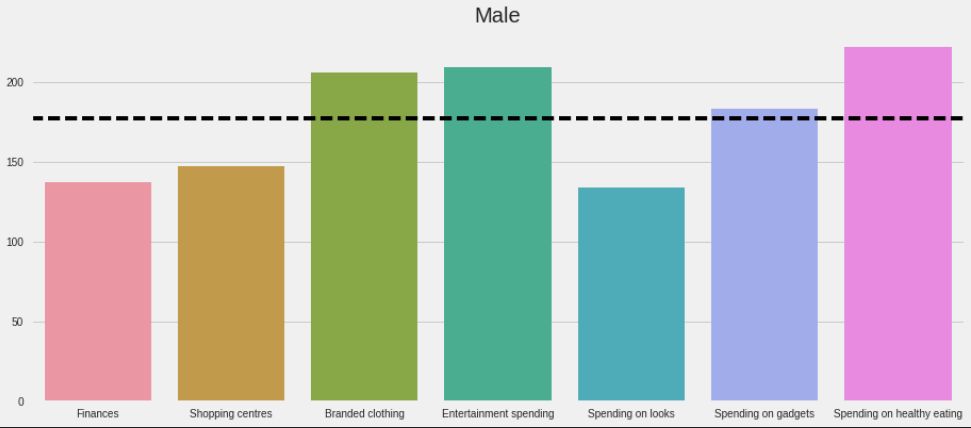 Male
200
150
100
50
0
Finances Shopping centres Branded clothing Entertainment spending Spending on looks Spending on gadgets Spending on healthy eating